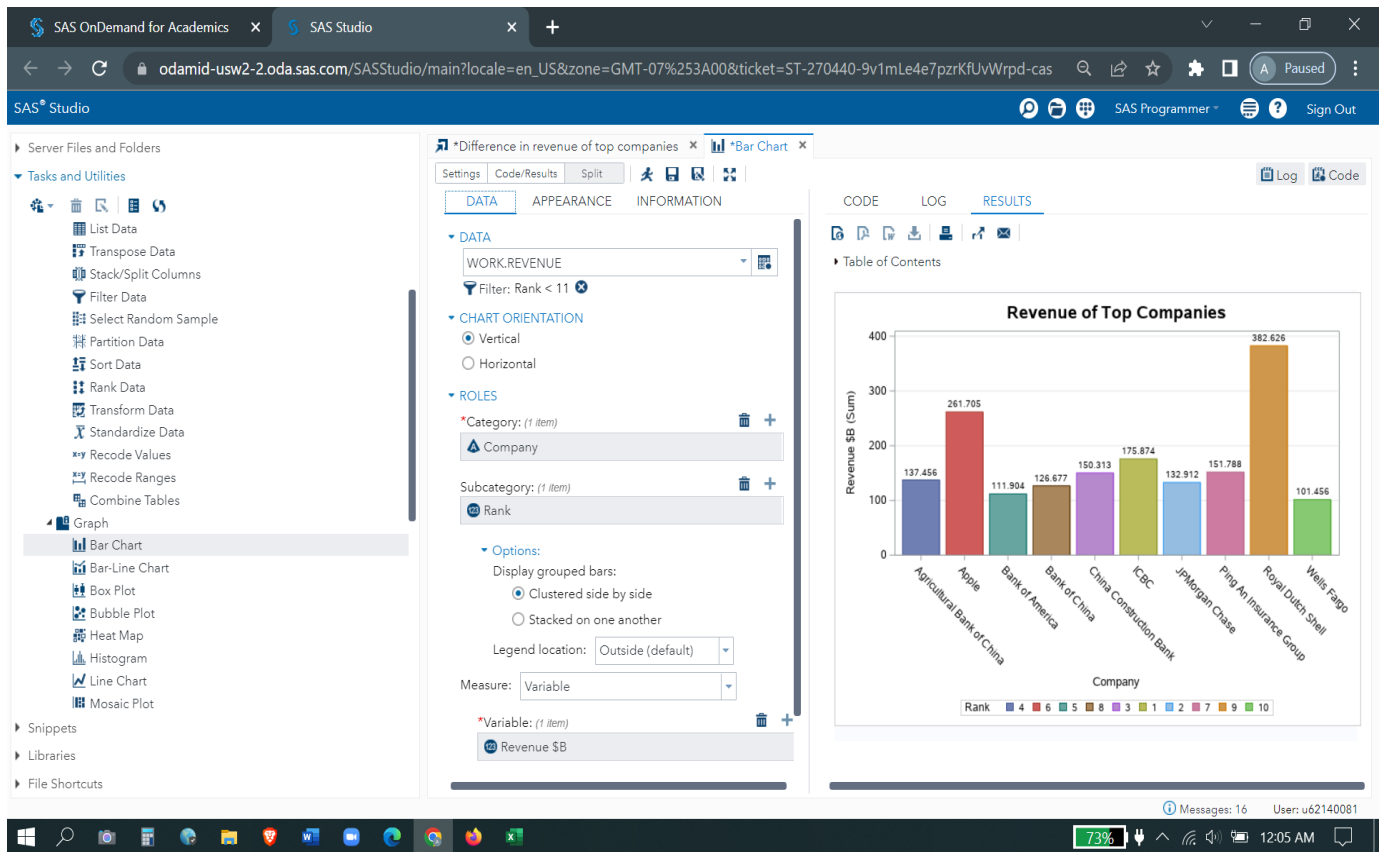 SAS OnDemand for Academics
SAS Studio
odamid-usw2-2.oda.sas.com/SASStudio/main?locale=en_US&zone=GMT-07%253A00&ticket=ST-270440-9v1mLe4e7pzrKfUvWrpd-cas
A Paused
SAS® Studio
SAS Programmer
Sign Out
Server Files and Folders
Tasks and Utilities
List Data
Transpose Data
Stack/Split Columns
Filter Data
Select Random Sample
Partition Data
Sort Data
Rank Data
Transform Data
Standardize Data
Recode Values
Recode Ranges
Combine Tables
Graph
Bar Chart
Bar-Line Chart
Box Plot
Bubble Plot
Heat Map
Histogram
Line Chart
Mosaic Plot
Snippets
Libraries
File Shortcuts
*Difference in revenue of top companies
*Bar Chart
Settings Code/Results Split
Log Code
DATA APPEARANCE INFORMATION
DATA
WORK.REVENUE
Filter: Rank < 11
CHART ORIENTATION
Vertical
Horizontal
ROLES
*Category: (1 item)
Company
Subcategory: (1 item)
Rank
Options:
Display grouped bars:
Clustered side by side
Stacked on one another
Legend location: Outside (default)
Measure: Variable
*Variable: (1 item)
Revenue $B
CODE LOG RESULTS
Table of Contents
Revenue of Top Companies
Revenue $B (Sum)
400
300
200
100
0
137.456
261.705
111.904
126.677
150.313
175.874
132.912
151.788
382.626
101.456
Agricultural Bank of China
Apple
Bank of America
Bank of China
China Construction Bank
ICBC
JPMorgan Chase
Ping An Insurance Group
Royal Dutch Shell
Wells Fargo
Company
Rank 4 6 5 8 3 1 2 7 9 10
Messages: 16 User: u62140081
73% 12:05 AM